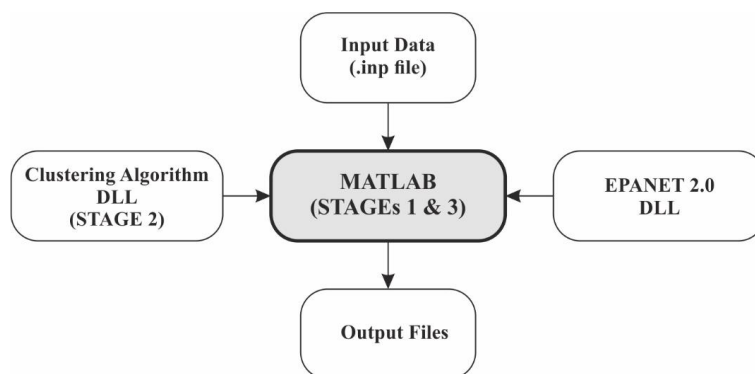 Input Data
(.inp file)
Clustering Algorithm
DLL
(STAGE 2)
MATLAB
(STAGEs 1 & 3)
EPANET 2.0
DLL
Output Files